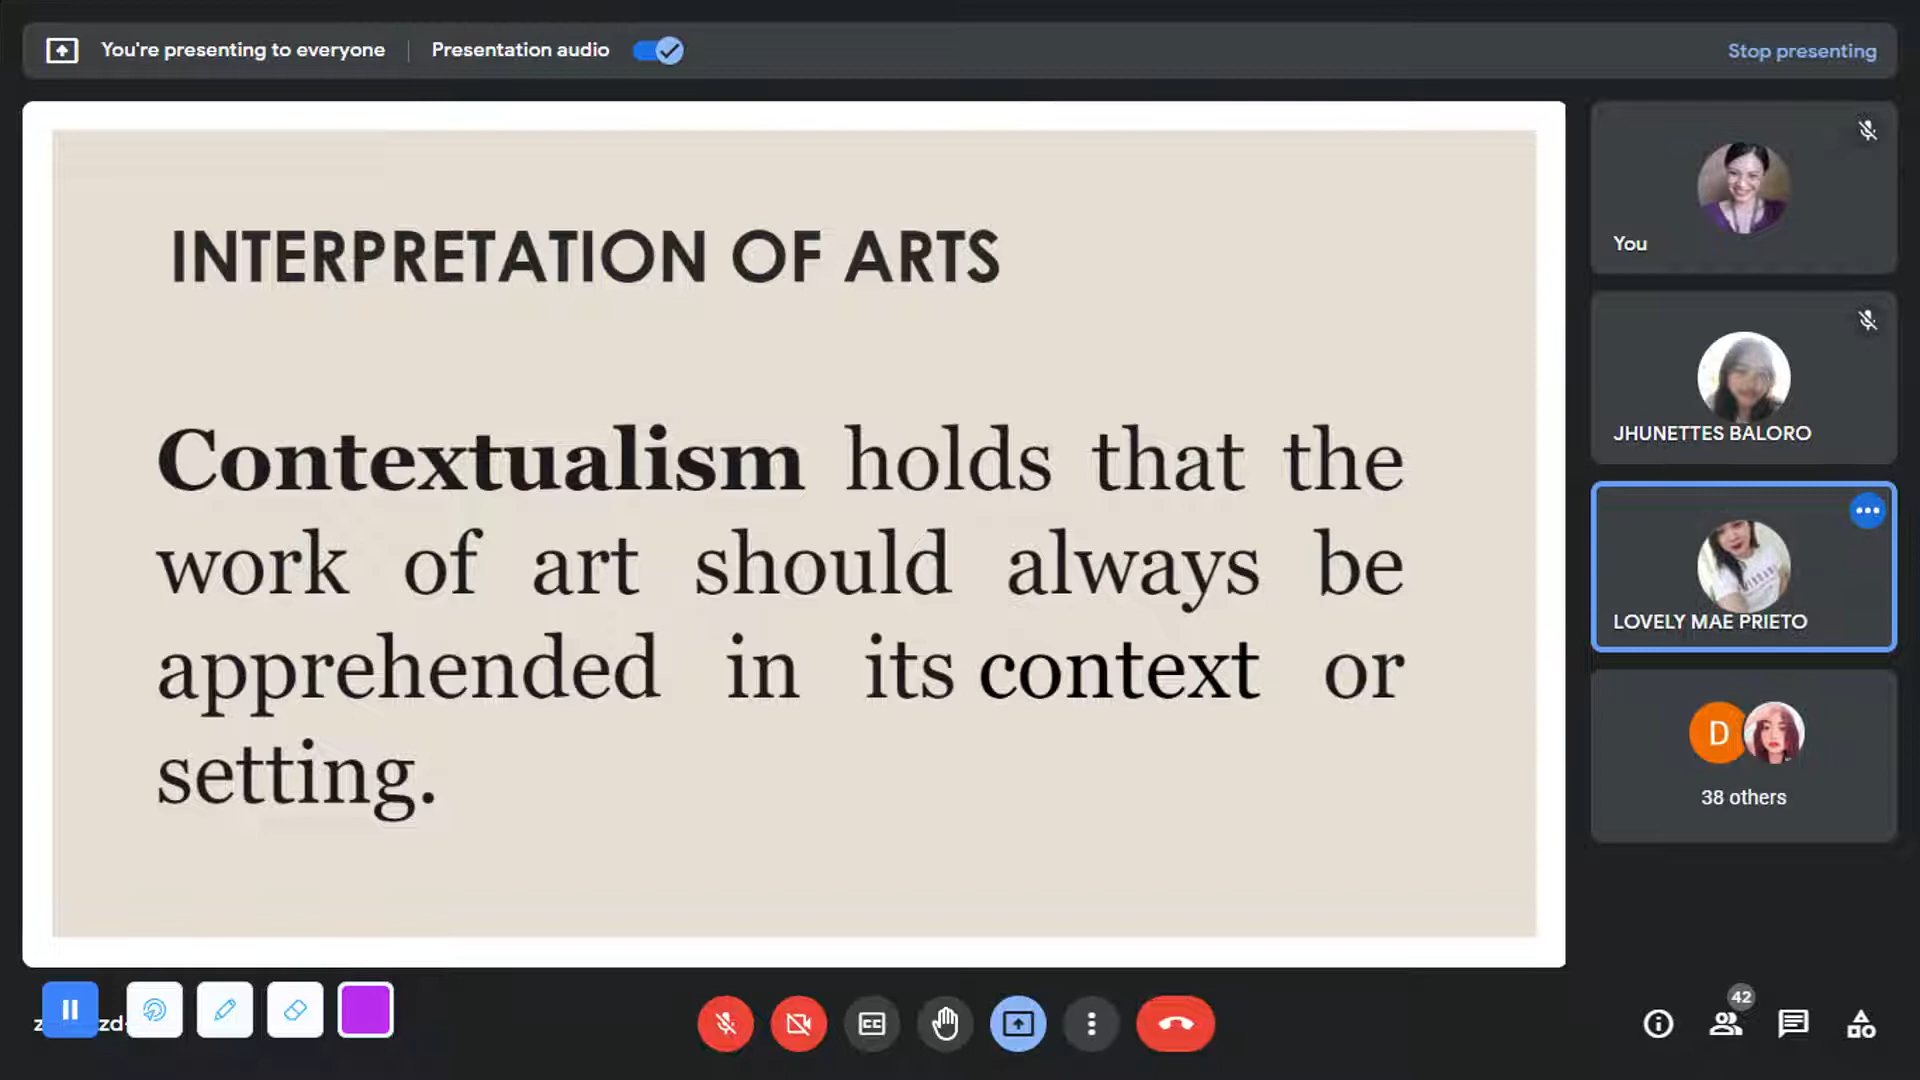 You're presenting to everyone
Presentation audio
Stop presenting
INTERPRETATION OF ARTS
Contextualism holds that the
work of art should always be
apprehended in its context or
setting.
You
JHUNETTES BALORO
LOVELY MAE PRIETO
D
38 others
CC
42